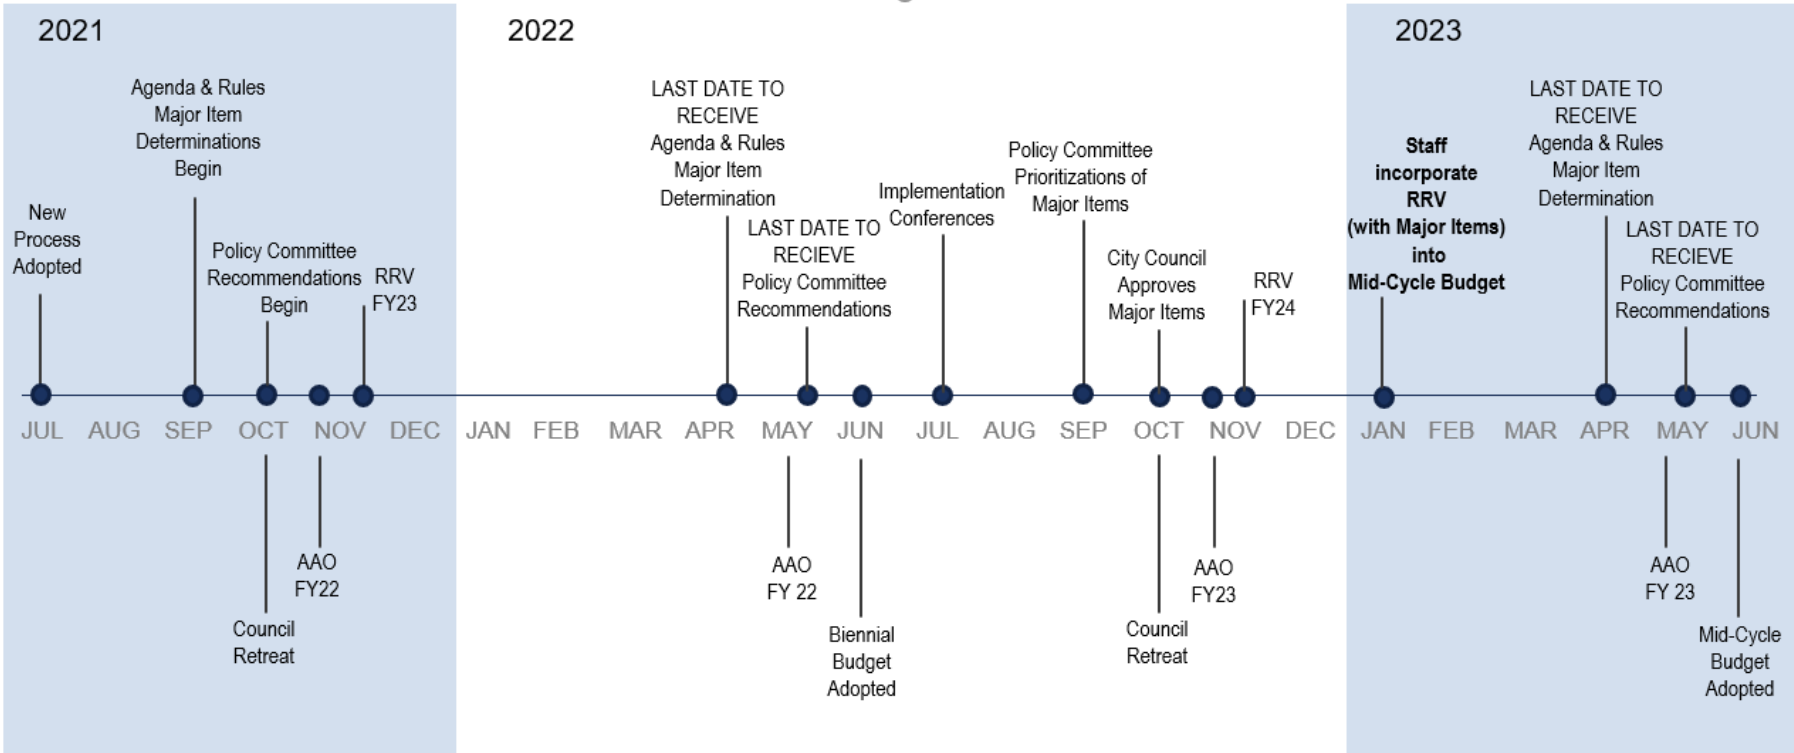 2021
2022
2023
New
Process
Adopted
Agenda & Rules
Major Item
Determinations
Begin
Policy Committee
Recommendations
Begin
RRV
FY23
LAST DATE TO
RECEIVE
Agenda & Rules
Major Item
Determination
LAST DATE TO
RECIEVE
Policy Committee
Recommendations
Implementation
Conferences
Policy Committee
Prioritizations of
Major Items
City Council
Approves
Major Items
RRV
FY24
Staff
incorporate
RRV
(with Major Items)
into
Mid-Cycle Budget
LAST DATE TO
RECEIVE
Agenda & Rules
Major Item
Determination
LAST DATE TO
RECIEVE
Policy Committee
Recommendations
JUL AUG SEP OCT NOV DEC JAN FEB MAR APR MAY JUN JUL AUG SEP OCT NOV DEC JAN FEB MAR APR MAY JUN
Council
Retreat
AAO
FY22
AAO
FY 22
Biennial
Budget
Adopted
Council
Retreat
AAO
FY23
AAO
FY 23
Mid-Cycle
Budget
Adopted